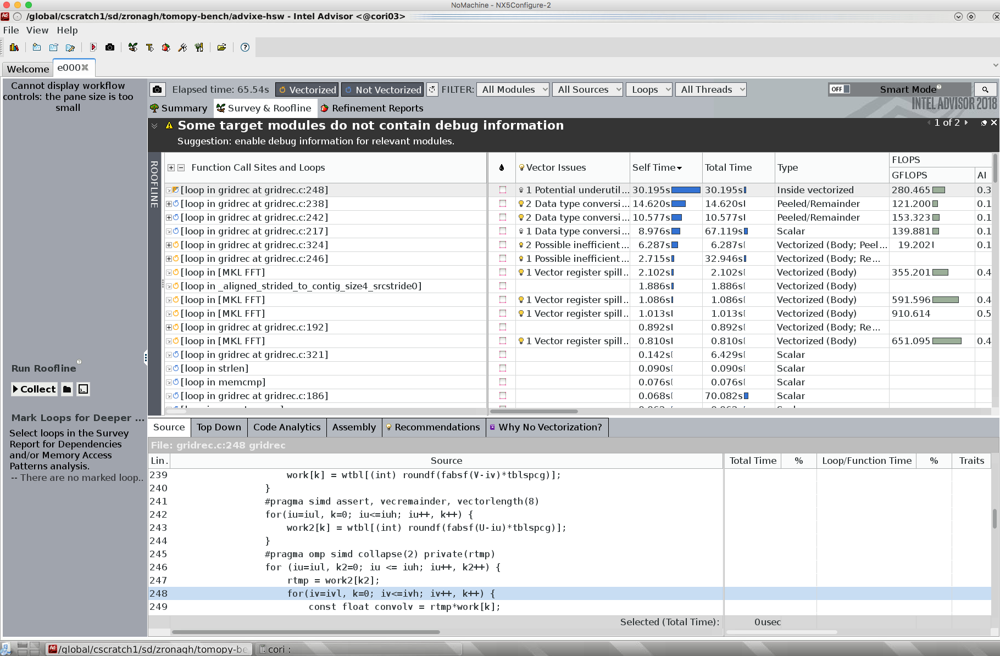 NoMachine - NX5Configure-2
/global/cscratch1/sd/zronagh/tomopy-bench/advixe-hsw - Intel Advisor <@cori03>
File View Help
Welcome e000
Cannot display workflow
controls: the pane size is too
small
Elapsed time: 65.54s Vectorized Not Vectorized FILTER: All Modules All Sources Loops All Threads OFF Smart Mode
Summary Survey & Roofline Refinement Reports INTEL ADVISOR 2018
Some target modules do not contain debug information 1 of 2
Suggestion: enable debug information for relevant modules.
ROOFLINE
Function Call Sites and Loops Vector Issues Self Time Total Time Type FLOPS
GFLOPS AI
[loop in gridrec at gridrec.c:248] 1 Potential underutil... 30.195s 30.195s Inside vectorized 280.465 0.3
[loop in gridrec at gridrec.c:238] 2 Data type conversi... 14.620s 14.620s Peeled/Remainder 121.200 0.1
[loop in gridrec at gridrec.c:242] 2 Data type conversi... 10.577s 10.577s Peeled/Remainder 153.323 0.1
[loop in gridrec at gridrec.c:217] 1 Data type conversi... 8.976s 67.119s Scalar 139.881 0.1
[loop in gridrec at gridrec.c:324] 2 Possible inefficient... 6.287s 6.287s Vectorized (Body; Peel... 19.202 0.1
[loop in gridrec at gridrec.c:246] 1 Possible inefficient... 2.715s 32.946s Vectorized (Body; Re...
[loop in [MKL FFT] 1 Vector register spill... 2.102s 2.102s Vectorized (Body) 355.201 0.4
[loop in _aligned_strided_to_contig_size4_srcstride0] 1.886s 1.886s Vectorized (Body)
[loop in [MKL FFT] 1 Vector register spill... 1.086s 1.086s Vectorized (Body) 591.596 0.4
[loop in [MKL FFT] 1 Vector register spill... 1.013s 1.013s Vectorized (Body) 910.614 0.5
[loop in gridrec at gridrec.c:192] 0.892s 0.892s Vectorized (Body; Re...
[loop in [MKL FFT] 1 Vector register spill... 0.810s 0.810s Vectorized (Body) 651.095 0.4
[loop in gridrec at gridrec.c:321] 0.142s 6.429s Scalar
[loop in strlen] 0.090s 0.090s Scalar
[loop in memcmp] 0.076s 0.076s Scalar
[loop in gridrec at gridrec.c:186] 0.068s 70.082s Scalar
Run Roofline
Collect
Mark Loops for Deeper ...
Select loops in the Survey
Report for Dependencies
and/or Memory Access
Patterns analysis.
-- There are no marked loop..
Source Top Down Code Analytics Assembly Recommendations Why No Vectorization?
File: gridrec.c:248 gridrec
Lin. Source Total Time % Loop/Function Time % Traits
239 work[k] = wtbl[(int) roundf(fabsf(V-iv)*tblspcg)];
240 }
241 #pragma simd assert, vecremainder, vectorlength(8)
242 for(iu=iul, k=0; iu<=iuh; iu++, k++) {
243 work2[k] = wtbl[(int) roundf(fabsf(U-iu)*tblspcg)];
244 }
245 #pragma omp simd collapse(2) private(rtmp)
246 for (iu=iul, k2=0; iu <= iuh; iu++, k2++) {
247 rtmp = work2[k2];
248 for(iv=ivl, k=0; iv<=ivh; iv++, k++) {
249 const float convolv = rtmp*work[k];
Selected (Total Time): 0usec
/global/cscratch1/sd/zronagh/tomopy-be cori :